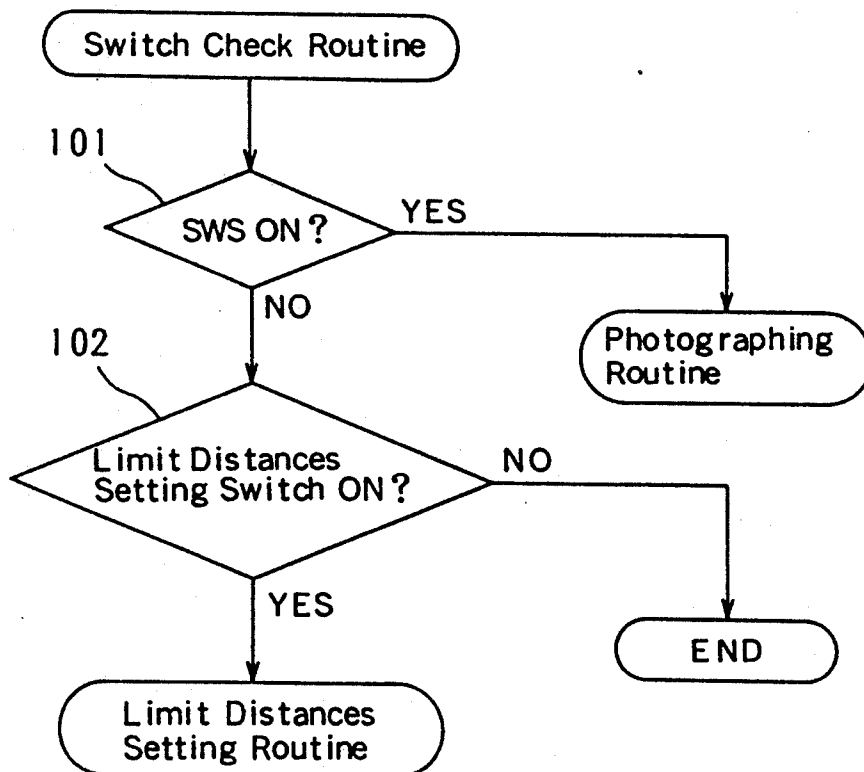 Switch Check Routine
101
SWS ON?
YES
NO
Photographing
Routine
102
Limit Distances
Setting Switch ON?
NO
YES
END
Limit Distances
Setting Routine